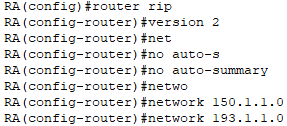 RA(config)#router rip
RA(config-router)#version 2
RA(config-router)#net
RA(config-router)#no auto-s
RA(config-router)#no auto-summary
RA(config-router)#netwo
RA(config-router)#network 150.1.1.0
RA(config-router)#network 193.1.1.0